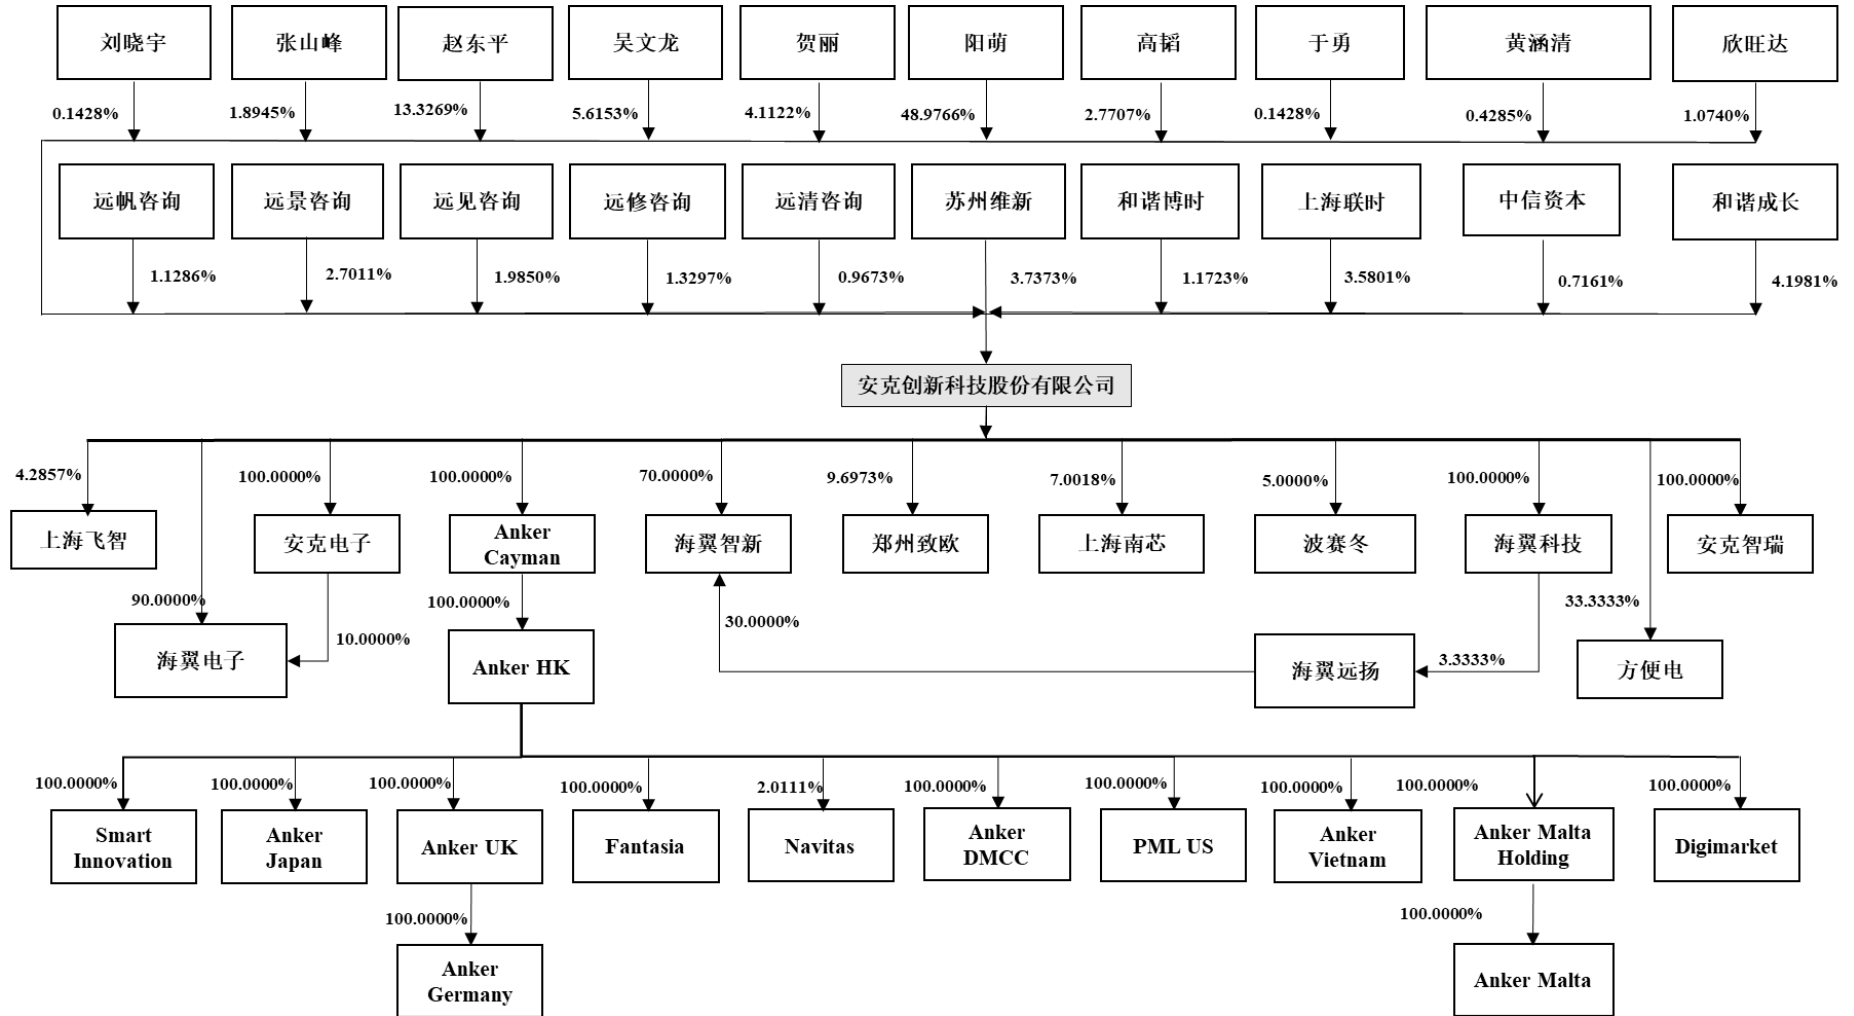 刘晓宇
张山峰
赵东平
吴文龙
贺丽
阳萌
高韬
于勇
黄涵清
欣旺达
0.1428%
1.8945%
13.3269%
5.6153%
4.1122%
48.9766%
2.7707%
0.1428%
0.4285%
1.0740%
远帆咨询
远景咨询
远见咨询
远修咨询
远清咨询
苏州维新
和谐博时
上海联时
中信资本
和谐成长
1.1286%
2.7011%
1.9850%
1.3297%
0.9673%
3.7373%
1.1723%
3.5801%
0.7161%
4.1981%
安克创新科技股份有限公司
4.2857%
100.0000%
100.0000%
70.0000%
9.6973%
7.0018%
5.0000%
100.0000%
100.0000%
上海飞智
安克电子
Anker
Cayman
海翼智新
郑州致欧
上海南芯
波赛冬
海翼科技
安克智瑞
90.0000%
10.0000%
100.0000%
30.0000%
3.3333%
33.3333%
海翼电子
Anker HK
海翼远扬
方便电
100.0000%
100.0000%
100.0000%
100.0000%
2.0111%
100.0000%
100.0000%
100.0000%
100.0000%
100.0000%
Smart
Innovation
Anker
Japan
Anker UK
Fantasia
Navitas
Anker
DMCC
PML US
Anker
Vietnam
Anker Malta
Holding
Digimarket
100.0000%
100.0000%
Anker
Germany
Anker Malta